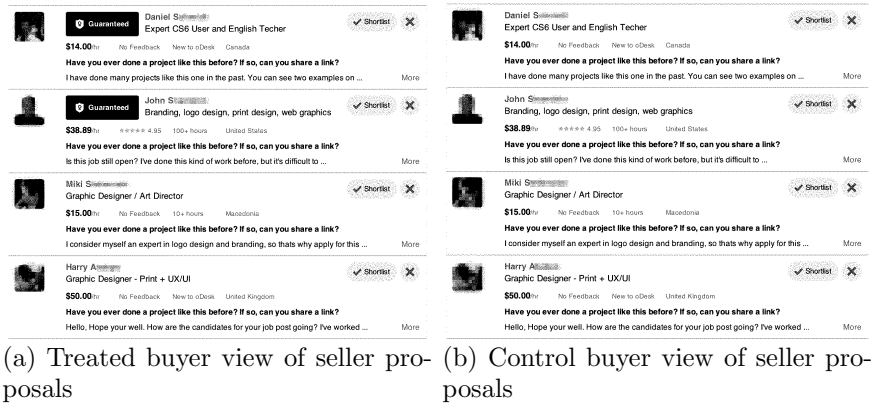 Guaranteed
Daniel S
Expert CS6 User and English Techer
Shortlist
$14.00/hr No Feedback New to oDesk Canada
Have you ever done a project like this before? If so, can you share a link?
I have done many projects like this one in the past. You can see two examples on ... More
Guaranteed
John S
Branding, logo design, print design, web graphics
Shortlist
$38.89/hr ★★★★★ 4.95 100+ hours United States
Have you ever done a project like this before? If so, can you share a link?
Is this job still open? I've done this kind of work before, but it's difficult to ... More
Miki S
Graphic Designer / Art Director
Shortlist
$15.00/hr No Feedback 10+ hours Macedonia
Have you ever done a project like this before? If so, can you share a link?
I consider myself an expert in logo design and branding, so thats why apply for this ... More
Harry A
Graphic Designer - Print + UX/UI
Shortlist
$50.00/hr No Feedback New to oDesk United Kingdom
Have you ever done a project like this before? If so, can you share a link?
Hello, Hope your well. How are the candidates for your job post going? I've worked ... More
(a) Treated buyer view of seller pro-
posals
Daniel S
Expert CS6 User and English Techer
Shortlist
$14.00/hr No Feedback New to oDesk Canada
Have you ever done a project like this before? If so, can you share a link?
I have done many projects like this one in the past. You can see two examples on ... More
John S
Branding, logo design, print design, web graphics
Shortlist
$38.89/hr ★★★★★ 4.95 100+ hours United States
Have you ever done a project like this before? If so, can you share a link?
Is this job still open? I've done this kind of work before, but it's difficult to ... More
Miki S
Graphic Designer / Art Director
Shortlist
$15.00/hr No Feedback 10+ hours Macedonia
Have you ever done a project like this before? If so, can you share a link?
I consider myself an expert in logo design and branding, so thats why apply for this ... More
Harry A
Graphic Designer - Print + UX/UI
Shortlist
$50.00/hr No Feedback New to oDesk United Kingdom
Have you ever done a project like this before? If so, can you share a link?
Hello, Hope your well. How are the candidates for your job post going? I've worked ... More
(b) Control buyer view of seller pro-
posals